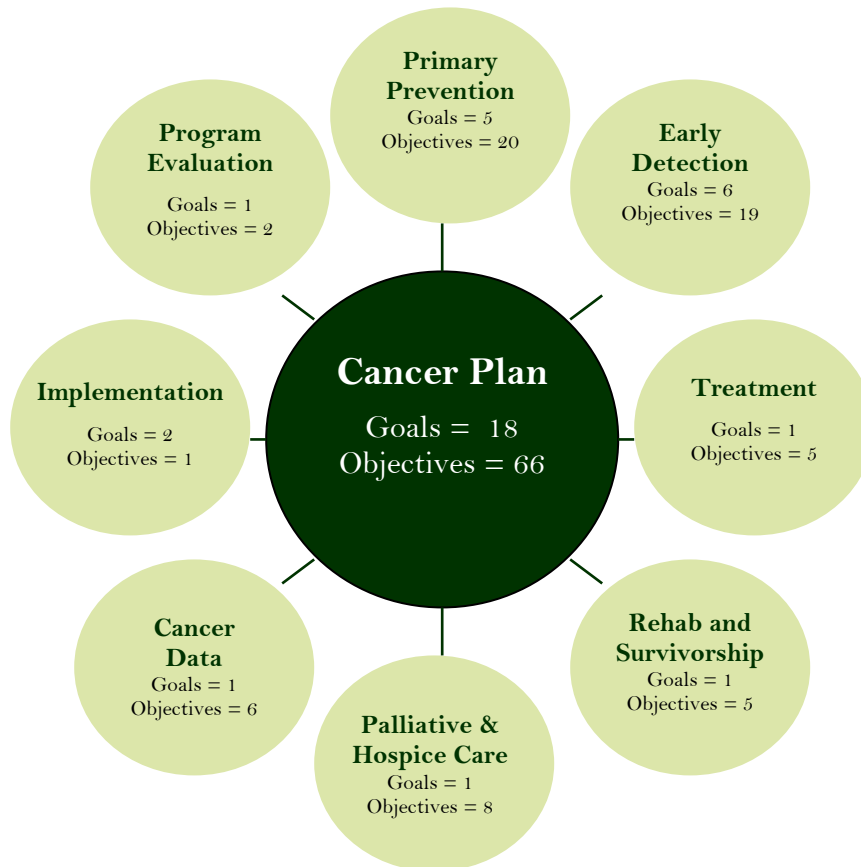 Primary
Prevention
Goals = 5
Objectives = 20
Early
Detection
Goals = 6
Objectives = 19
Treatment
Goals = 1
Objectives = 5
Rehab and
Survivorship
Goals = 1
Objectives = 5
Palliative &
Hospice Care
Goals = 1
Objectives = 8
Cancer
Data
Goals = 1
Objectives = 6
Implementation
Goals = 2
Objectives = 1
Program
Evaluation
Goals = 1
Objectives = 2
Cancer Plan
Goals = 18
Objectives = 66